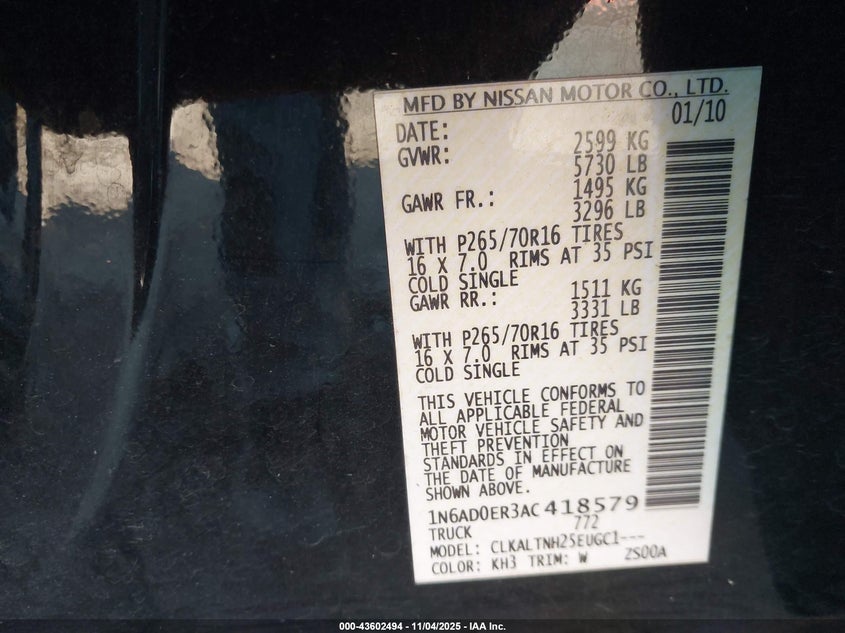 MFD BY NISSAN MOTOR CO., LTD.
DATE: 01/10
GVWR: 2599 KG
5730 LB
GAWR FR.: 1495 KG
3296 LB
WITH P265/70R16 TIRES
16 X 7.0 RIMS AT 35 PSI
COLD SINGLE
GAWR RR.: 1511 KG
3331 LB
WITH P265/70R16 TIRES
16 X 7.0 RIMS AT 35 PSI
COLD SINGLE
THIS VEHICLE CONFORMS TO
ALL APPLICABLE FEDERAL
MOTOR VEHICLE SAFETY AND
THEFT PREVENTION
STANDARDS IN EFFECT ON
THE DATE OF MANUFACTURE
SHOWN ABOVE.
1N6AD0ER3AC418579
TRUCK 772
MODEL: CLKALTNH25EUGC1---
COLOR: KH3 TRIM: W ZS00A
000-43602494 - 11/04/2025 - IAA Inc.